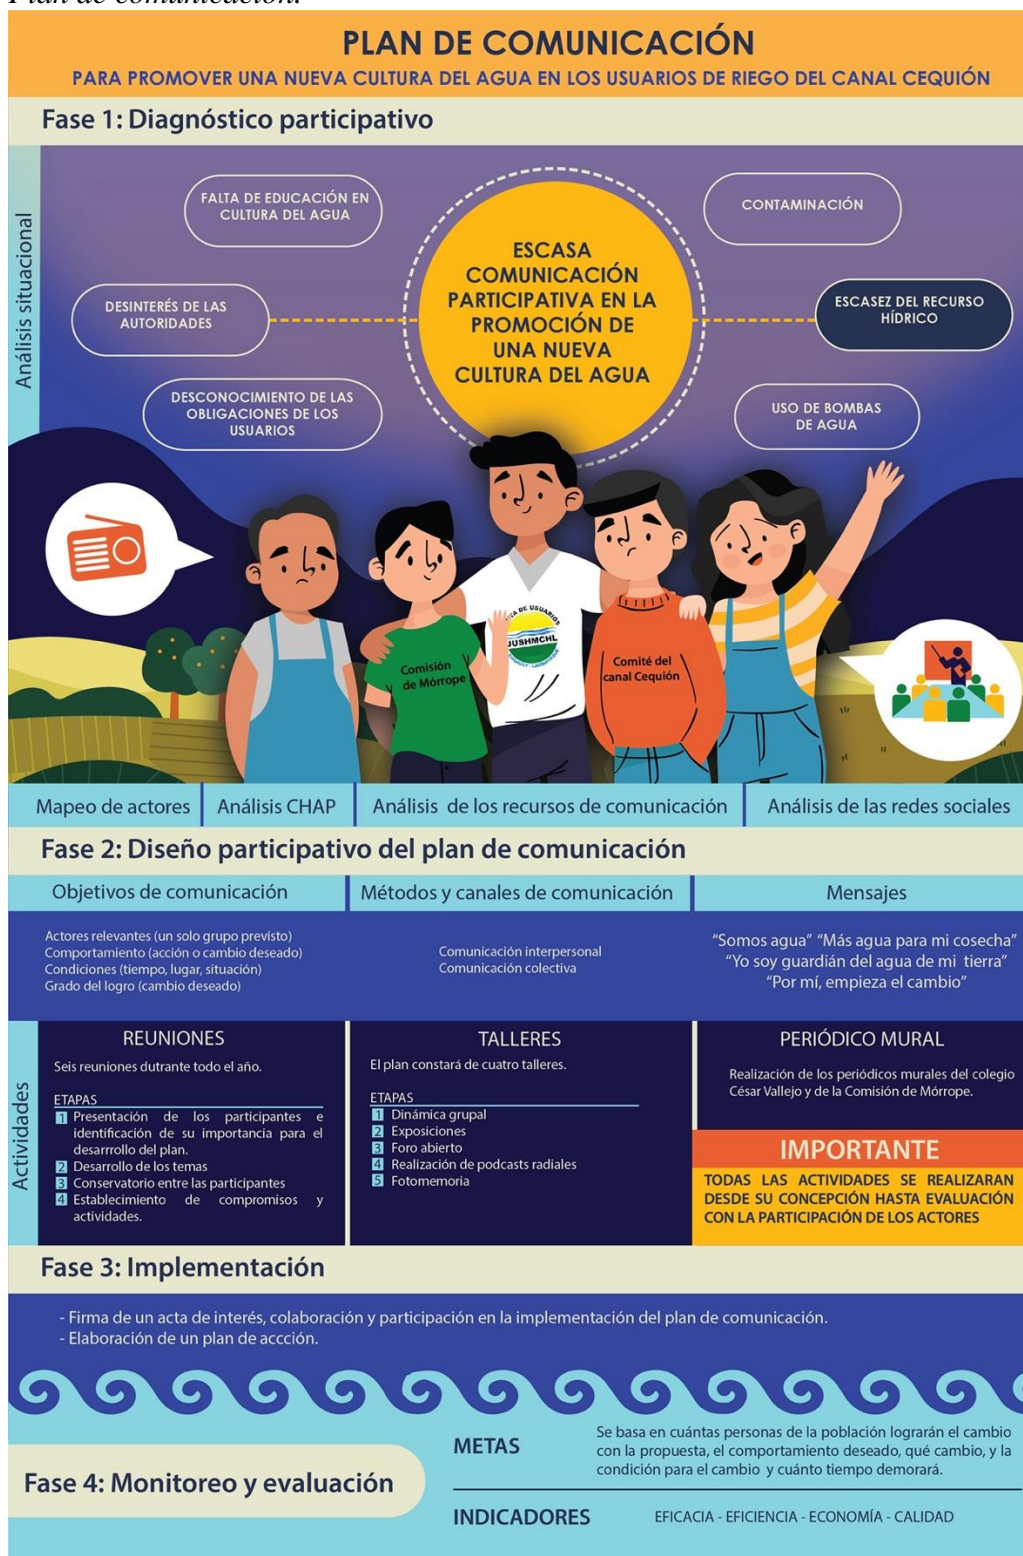 Plan de comunicación.
PLAN DE COMUNICACIÓN
PARA PROMOVER UNA NUEVA CULTURA DEL AGUA EN LOS USUARIOS DE RIEGO DEL CANAL CEQUIÓN
Fase 1: Diagnóstico participativo
Análisis situacional
FALTA DE EDUCACIÓN EN
CULTURA DEL AGUA
CONTAMINACIÓN
ESCASA
COMUNICACIÓN
PARTICIPATIVA EN LA
PROMOCIÓN DE
UNA NUEVA
CULTURA DEL AGUA
DESINTERÉS DE LAS
AUTORIDADES
ESCASEZ DEL RECURSO
HÍDRICO
DESCONOCIMIENTO DE LAS
OBLIGACIONES DE LOS
USUARIOS
USO DE BOMBAS
DE AGUA
Comisión
de Mórrope
DE USUARIOS
JUSHMCHL
Comité del
canal Cequión
Mapeo de actores
Análisis CHAP
Análisis de los recursos de comunicación
Análisis de las redes sociales
Fase 2: Diseño participativo del plan de comunicación
Objetivos de comunicación
Métodos y canales de comunicación
Mensajes
Actores relevantes (un solo grupo previsto)
Comportamiento (acción o cambio deseado)
Condiciones (tiempo, lugar, situación)
Grado del logro (cambio deseado)
Comunicación interpersonal
Comunicación colectiva
“Somos agua” “Más agua para mi cosecha”
“Yo soy guardián del agua de mi tierra”
“Por mí, empieza el cambio”
Actividades
REUNIONES
Seis reuniones dutrante todo el año.
ETAPAS
1 Presentación de los participantes e
identificación de su importancia para el
desarrrollo del plan.
2 Desarrollo de los temas
3 Conservatorio entre las participantes
4 Establecimiento de compromisos y
actividades.
TALLERES
El plan constará de cuatro talleres.
ETAPAS
1 Dinámica grupal
2 Exposiciones
3 Foro abierto
4 Realización de podcasts radiales
5 Fotomemoria
PERIÓDICO MURAL
Realización de los periódicos murales del colegio
César Vallejo y de la Comisión de Mórrope.
IMPORTANTE
TODAS LAS ACTIVIDADES SE REALIZARAN
DESDE SU CONCEPCIÓN HASTA EVALUACIÓN
CON LA PARTICIPACIÓN DE LOS ACTORES
Fase 3: Implementación
- Firma de un acta de interés, colaboración y participación en la implementación del plan de comunicación.
- Elaboración de un plan de accción.
Fase 4: Monitoreo y evaluación
METAS
Se basa en cuántas personas de la población lograrán el cambio
con la propuesta, el comportamiento deseado, qué cambio, y la
condición para el cambio y cuánto tiempo demorará.
INDICADORES
EFICACIA - EFICIENCIA - ECONOMÍA - CALIDAD